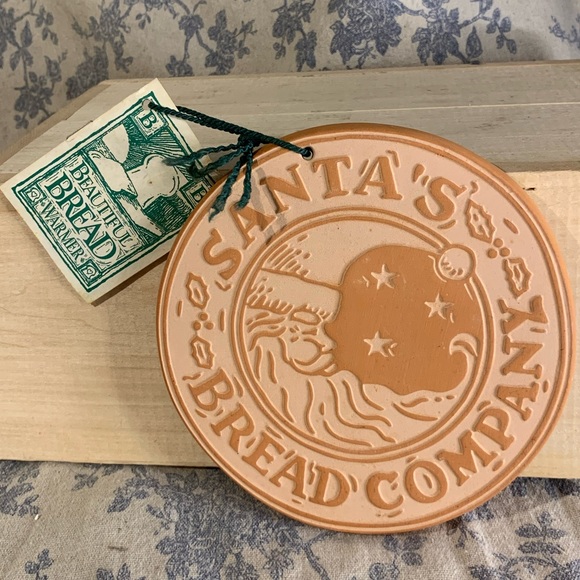 B
BEAUTIFUL
BREAD
WARMER
B
SANTA'S
BREAD COMPANY